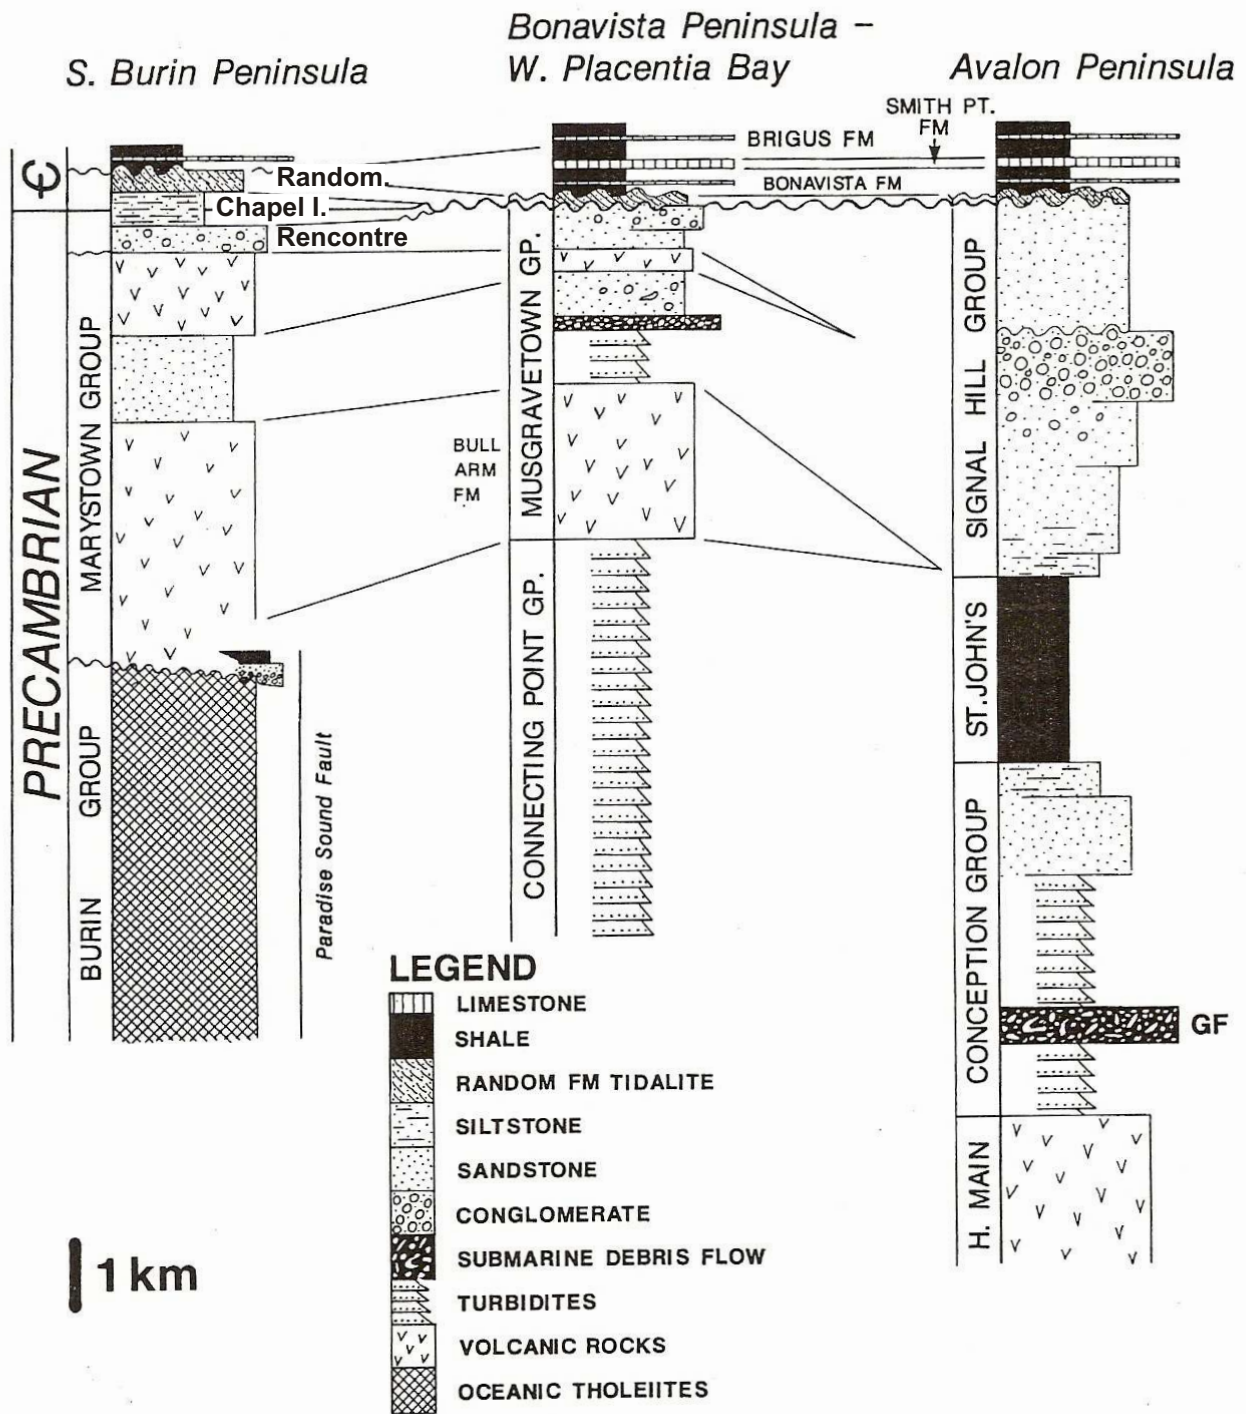 Bonavista Peninsula –
S. Burin Peninsula
W. Placentia Bay
Avalon Peninsula
SMITH PT.
FM
BRIGUS FM
BONAVISTA FM
Є
Random.
Chapel I.
Rencontre
PRECAMBRIAN
MARYSTOWN GROUP
BURIN GROUP
Paradise Sound Fault
BULL
ARM
FM
MUSGRAVETOWN GP.
CONNECTING POINT GP.
SIGNAL HILL GROUP
ST. JOHN'S
CONCEPTION GROUP
H. MAIN
GF
LEGEND
LIMESTONE
SHALE
RANDOM FM TIDALITE
SILTSTONE
SANDSTONE
CONGLOMERATE
SUBMARINE DEBRIS FLOW
TURBIDITES
VOLCANIC ROCKS
OCEANIC THOLEIITES
1 km